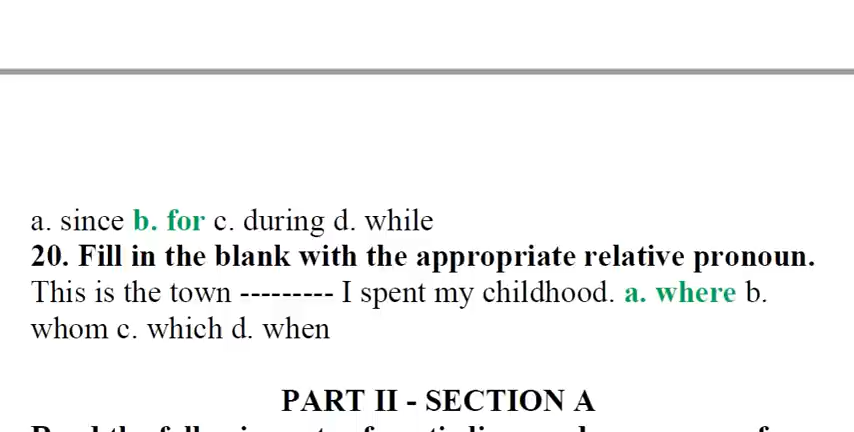 a. since b. for c. during d. while
20. Fill in the blank with the appropriate relative pronoun.
This is the town --------- I spent my childhood. a. where b.
whom c. which d. when
PART II - SECTION A